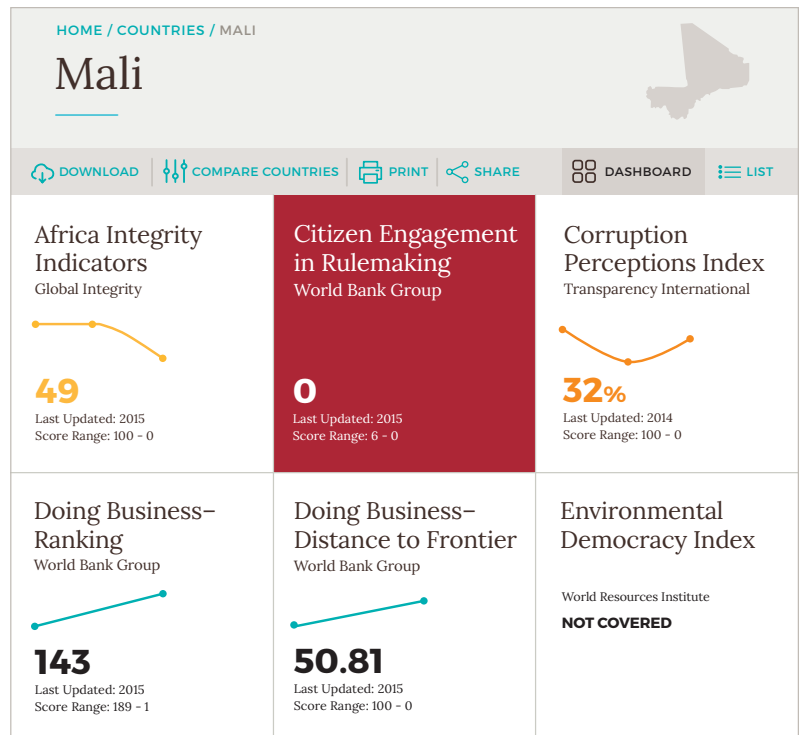 HOME / COUNTRIES / MALI
Mali
DOWNLOAD
COMPARE COUNTRIES
PRINT
SHARE
DASHBOARD
LIST
Africa Integrity
Indicators
Global Integrity
49
Last Updated: 2015
Score Range: 100 - 0
Citizen Engagement
in Rulemaking
World Bank Group
0
Last Updated: 2015
Score Range: 6 - 0
Corruption
Perceptions Index
Transparency International
32%
Last Updated: 2014
Score Range: 100 - 0
Doing Business–
Ranking
World Bank Group
143
Last Updated: 2015
Score Range: 189 - 1
Doing Business–
Distance to Frontier
World Bank Group
50.81
Last Updated: 2015
Score Range: 100 - 0
Environmental
Democracy Index
World Resources Institute
NOT COVERED